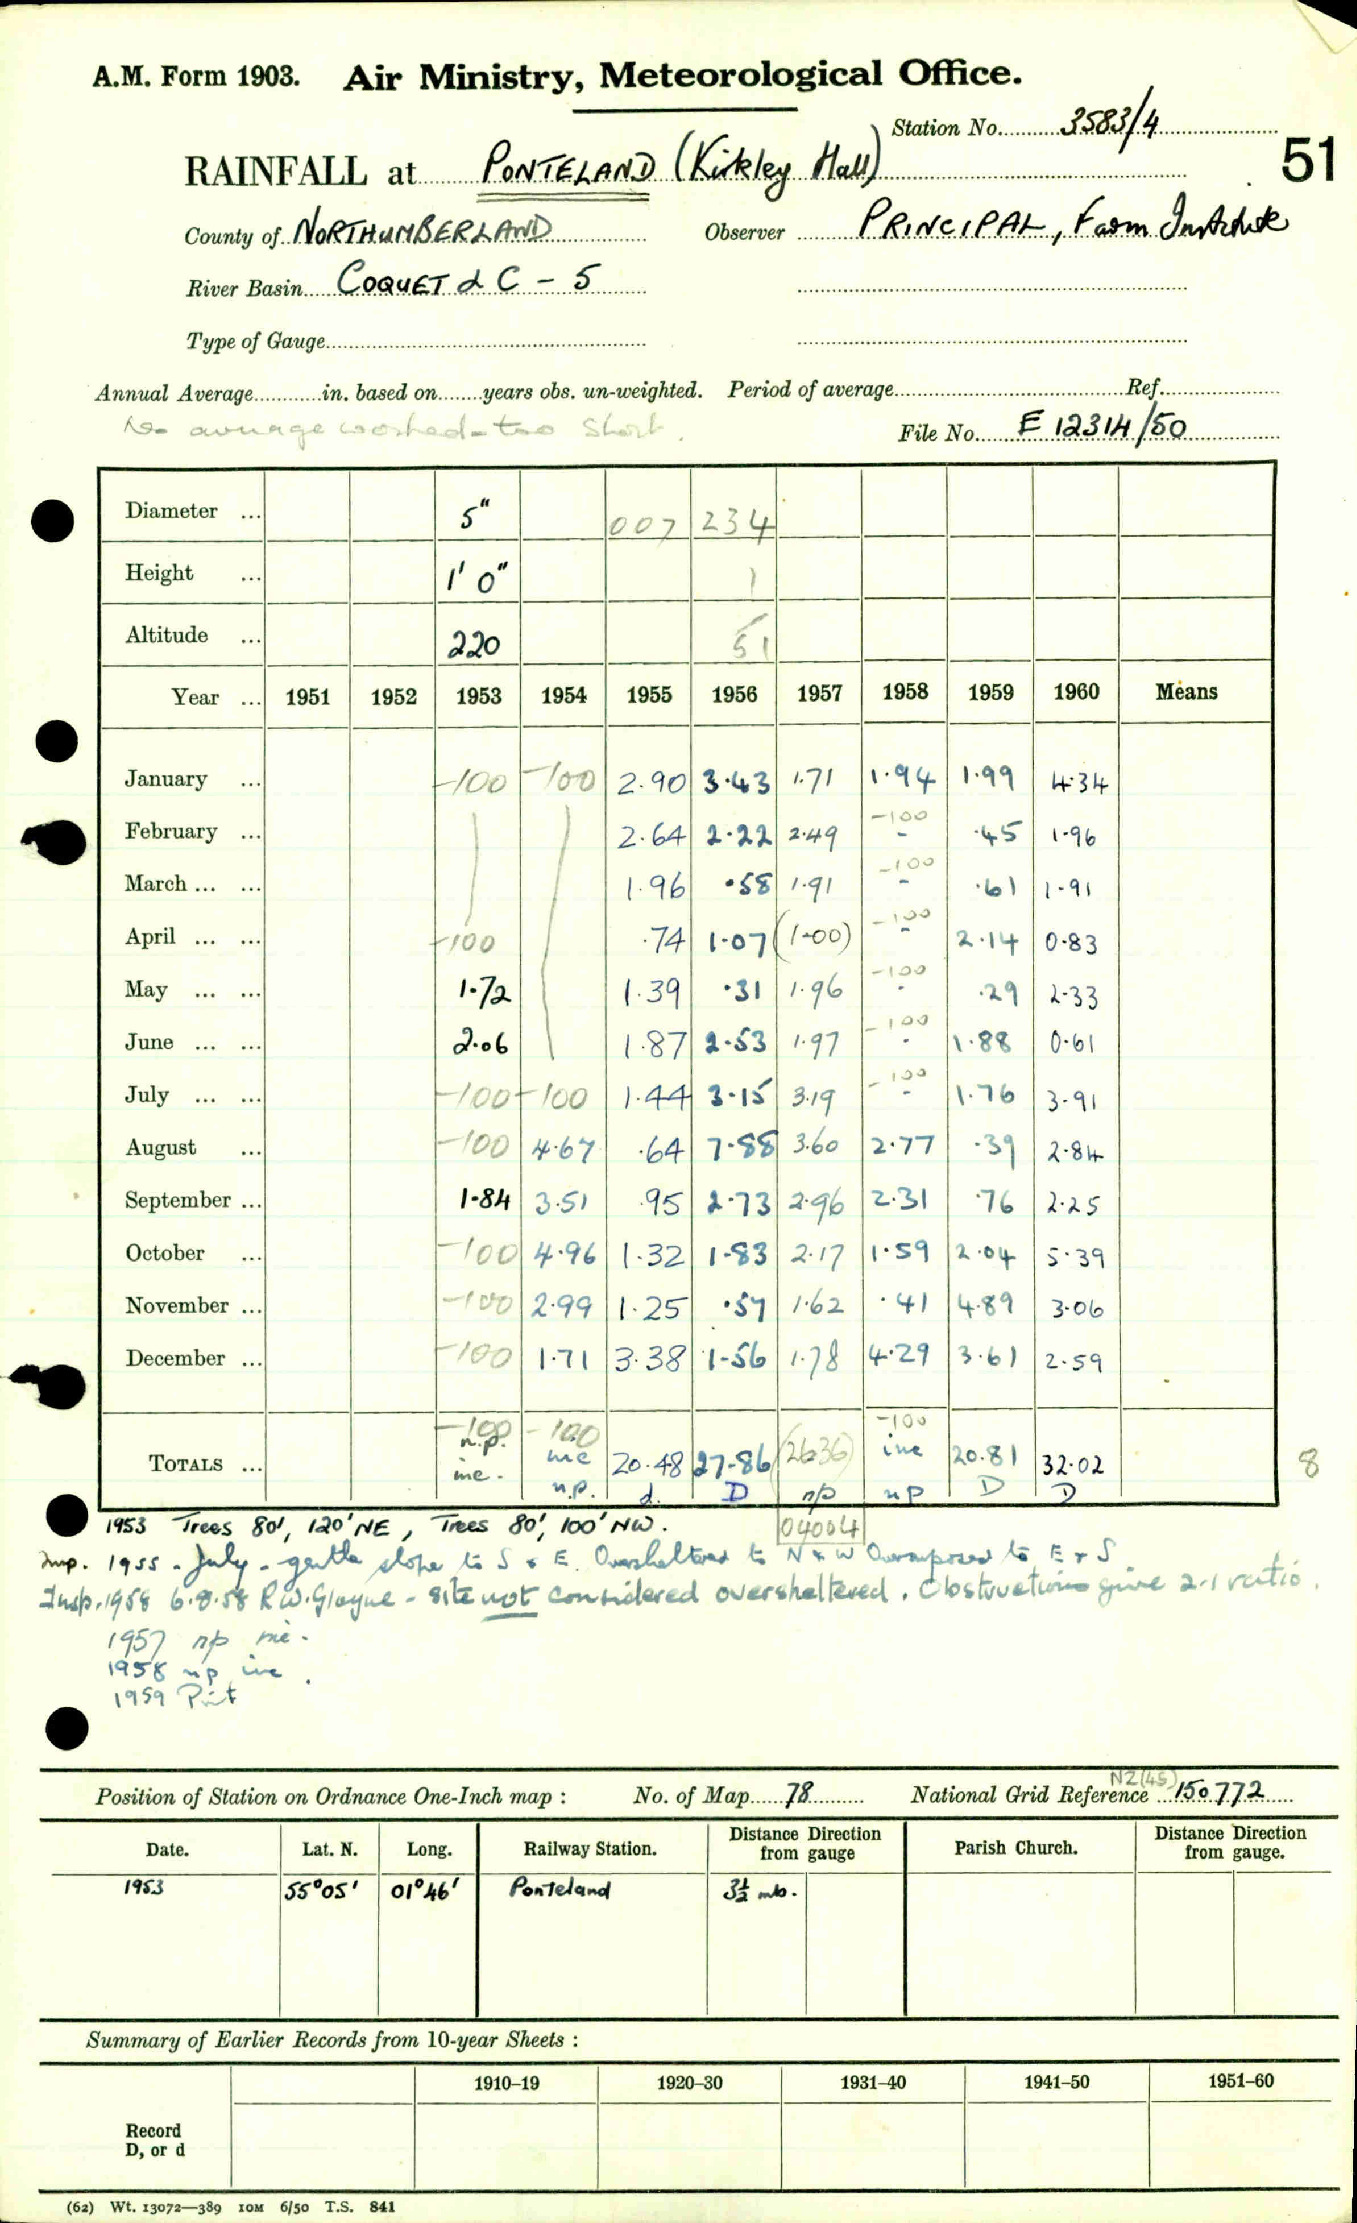 A.M. Form 1903. Air Ministry, Meteorological Office.
Station No. 3583/4
51
RAINFALL at PONTELAND (Kirkley Hall)
County of NORTHUMBERLAND Observer PRINCIPAL, Farm Institute
River Basin COQUET & C - 5
Type of Gauge
Annual Average in. based on years obs. un-weighted. Period of average Ref.
No average worked - too short.
File No. E 12314/50
Diameter ... 5" 007 234
Height ... 1' 0" 1
Altitude ... 220 51
Year ... 1951 1952 1953 1954 1955 1956 1957 1958 1959 1960 Means
January ... -100 -100 2.90 3.43 1.71 1.94 1.99 4.34
February ... 2.64 2.22 2.49 -100 - .45 1.96
March ... ... 1.96 .58 1.91 -100 - .61 1.91
April ... ... -100 .74 1.07 (1.00) -100 - 2.14 0.83
May ... ... 1.72 1.39 .31 1.96 -100 - .29 2.33
June ... ... 2.06 1.87 2.53 1.97 -100 - 1.88 0.61
July ... ... -100 -100 1.44 3.15 3.19 -100 - 1.76 3.91
August ... -100 4.67 .64 7.88 3.60 2.77 .39 2.84
September ... 1.84 3.51 .95 2.73 2.96 2.31 .76 2.25
October ... -100 4.96 1.32 1.83 2.17 1.59 2.04 5.39
November ... -100 2.99 1.25 .57 1.62 .41 4.89 3.06
December ... -100 1.71 3.38 1.56 1.78 4.29 3.61 2.59
-100 -100 -100
TOTALS ... n.p. inc. inc n.p. 20.48 d. 27.86 D (26.36) np inc np 20.81 D 32.02 D 8
04004
1953 Trees 80', 120' NE, Trees 80', 100' NW.
Insp. 1955 - July - gentle slope to S & E. Oversheltered to N & W Overexposed to E & S.
Insp. 1958 6.8.58 R.W. Gloyne - site not considered oversheltered. Obstructions give 2-1 ratio.
1957 np inc.
1958 np inc.
1959 Print
Position of Station on Ordnance One-Inch map : No. of Map 78 National Grid Reference NZ(45) 150772
Date. Lat. N. Long. Railway Station. Distance from Direction gauge Parish Church. Distance from Direction gauge.
1953 55°05' 01°46' Ponteland 3½ mls.
Summary of Earlier Records from 10-year Sheets :
1910–19 1920–30 1931–40 1941–50 1951–60
Record
D, or d
(62) Wt. 13072—389 10M 6/50 T.S. 841